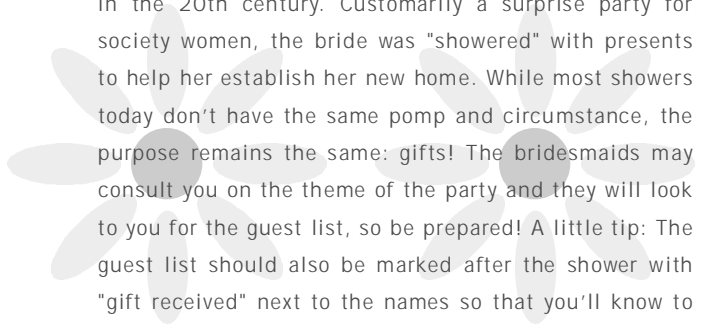 In the 20th century. Customarily a surprise party for
society women, the bride was "showered" with presents
to help her establish her new home. While most showers
today don't have the same pomp and circumstance, the
purpose remains the same: gifts! The bridesmaids may
consult you on the theme of the party and they will look
to you for the guest list, so be prepared! A little tip: The
guest list should also be marked after the shower with
"gift received" next to the names so that you'll know to